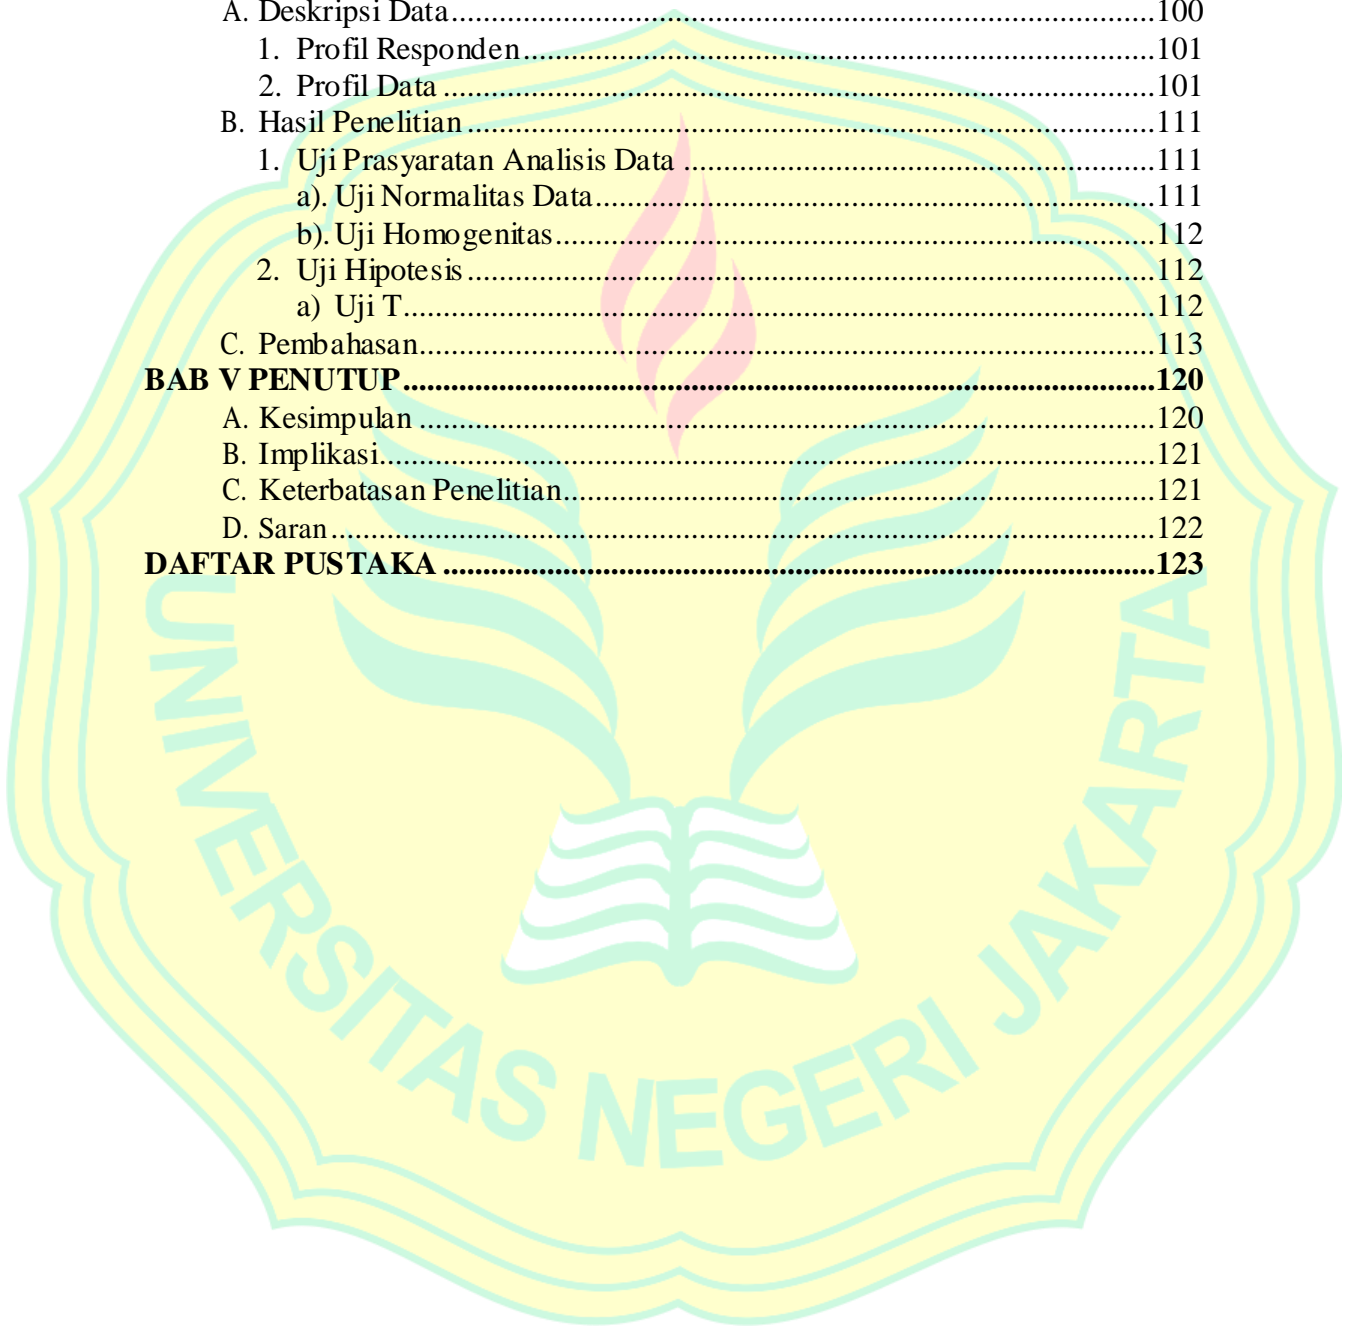 A. Deskripsi Data..........................................................................................100
1. Profil Responden.................................................................................101
2. Profil Data ...........................................................................................101
B. Hasil Penelitian ........................................................................................111
1. Uji Prasyaratan Analisis Data ............................................................111
a). Uji Normalitas Data........................................................................111
b). Uji Homogenitas.............................................................................112
2. Uji Hipotesis ........................................................................................112
a) Uji T................................................................................................112
C. Pembahasan..............................................................................................113
BAB V PENUTUP................................................................................................120
A. Kesimpulan ..............................................................................................120
B. Implikasi...................................................................................................121
C. Keterbatasan Penelitian............................................................................121
D. Saran .........................................................................................................122
DAFTAR PUSTAKA ...........................................................................................123
UNIVERSITAS NEGERI JAKARTA